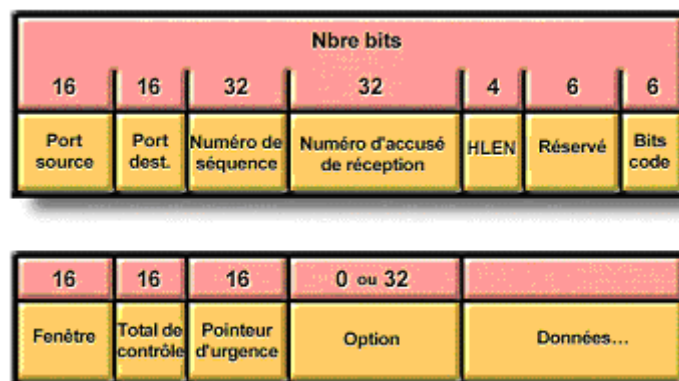 Nbre bits
16 16 32 32 4 6 6
Port source Port dest. Numéro de séquence Numéro d'accusé de réception HLEN Réservé Bits code
16 16 16 0 ou 32
Fenêtre Total de contrôle Pointeur d'urgence Option Données...